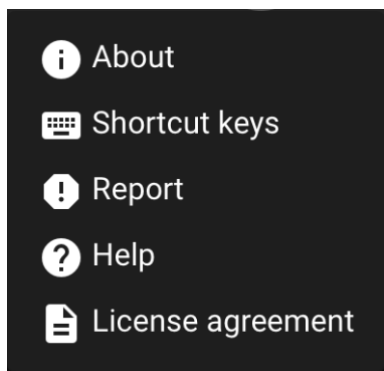 About
Shortcut keys
Report
Help
License agreement